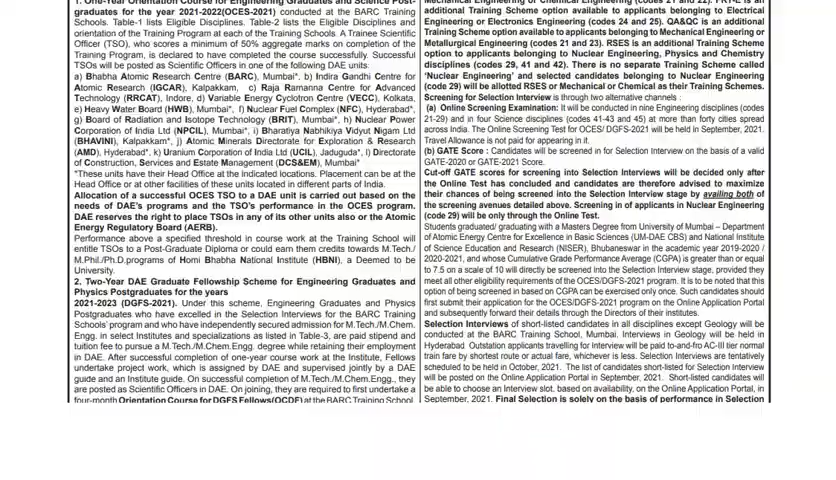 1. One-Year Orientation Course for Engineering Graduates and Science Post-
graduates for the year 2021-2022(OCES-2021) conducted at the BARC Training
Schools. Table-1 lists Eligible Disciplines. Table-2 lists the Eligible Disciplines and
orientation of the Training Program at each of the Training Schools. A Trainee Scientific
Officer (TSO), who scores a minimum of 50% aggregate marks on completion of the
Training Program, is declared to have completed the course successfully. Successful
TSOs will be posted as Scientific Officers in one of the following DAE units:
a) Bhabha Atomic Research Centre (BARC), Mumbai*, b) Indira Gandhi Centre for
Atomic Research (IGCAR), Kalpakkam, c) Raja Ramanna Centre for Advanced
Technology (RRCAT), Indore, d) Variable Energy Cyclotron Centre (VECC), Kolkata,
e) Heavy Water Board (HWB), Mumbai*, f) Nuclear Fuel Complex (NFC), Hyderabad*,
g) Board of Radiation and Isotope Technology (BRIT), Mumbai*, h) Nuclear Power
Corporation of India Ltd (NPCIL), Mumbai*, i) Bharatiya Nabhikiya Vidyut Nigam Ltd
(BHAVINI), Kalpakkam*, j) Atomic Minerals Directorate for Exploration & Research
(AMD), Hyderabad*, k) Uranium Corporation of India Ltd (UCIL), Jaduguda*, l) Directorate
of Construction, Services and Estate Management (DCS&EM), Mumbai*
*These units have their Head Office at the indicated locations. Placement can be at the
Head Office or at other facilities of these units located in different parts of India.
Allocation of a successful OCES TSO to a DAE unit is carried out based on the
needs of DAE's programs and the TSO's performance in the OCES program.
DAE reserves the right to place TSOs in any of its other units also or the Atomic
Energy Regulatory Board (AERB).
Performance above a specified threshold in course work at the Training School will
entitle TSOs to a Post-Graduate Diploma or could earn them credits towards M.Tech./
M.Phil./Ph.D.programs of Homi Bhabha National Institute (HBNI), a Deemed to be
University.
2. Two-Year DAE Graduate Fellowship Scheme for Engineering Graduates and
Physics Postgraduates for the years
2021-2023 (DGFS-2021). Under this scheme, Engineering Graduates and Physics
Postgraduates who have excelled in the Selection Interviews for the BARC Training
Schools' program and who have independently secured admission for M.Tech./M.Chem.
Engg. in select Institutes and specializations as listed in Table-3, are paid stipend and
tuition fee to pursue a M.Tech./M.Chem.Engg. degree while retaining their employment
in DAE. After successful completion of one-year course work at the Institute, Fellows
undertake project work, which is assigned by DAE and supervised jointly by a DAE
guide and an Institute guide. On successful completion of M.Tech./M.Chem.Engg., they
are posted as Scientific Officers in DAE. On joining, they are required to first undertake a
four-month Orientation Course for DGFS Fellows(OCDF) at the BARC Training School
Mechanical Engineering or Chemical Engineering (codes 21 and 22). PRT-E is an
additional Training Scheme option available to applicants belonging to Electrical
Engineering or Electronics Engineering (codes 24 and 25). QA&QC is an additional
Training Scheme option available to applicants belonging to Mechanical Engineering or
Metallurgical Engineering (codes 21 and 23). RSES is an additional Training Scheme
option to applicants belonging to Nuclear Engineering, Physics and Chemistry
disciplines (codes 29, 41 and 42). There is no separate Training Scheme called
'Nuclear Engineering' and selected candidates belonging to Nuclear Engineering
(code 29) will be allotted RSES or Mechanical or Chemical as their Training Schemes.
Screening for Selection Interview is through two alternative channels :
(a) Online Screening Examination: It will be conducted in nine Engineering disciplines (codes
21-29) and in four Science disciplines (codes 41-43 and 45) at more than forty cities spread
across India. The Online Screening Test for OCES/ DGFS-2021 will be held in September, 2021.
Travel Allowance is not paid for appearing in it.
(b) GATE Score : Candidates will be screened in for Selection Interview on the basis of a valid
GATE-2020 or GATE-2021 Score.
Cut-off GATE scores for screening into Selection Interviews will be decided only after
the Online Test has concluded and candidates are therefore advised to maximize
their chances of being screened into the Selection Interview stage by availing both of
the screening avenues detailed above. Screening in of applicants in Nuclear Engineering
(code 29) will be only through the Online Test.
Students graduated/ graduating with a Masters Degree from University of Mumbai – Department
of Atomic Energy Centre for Excellence in Basic Sciences (UM-DAE CBS) and National Institute
of Science Education and Research (NISER), Bhubaneswar in the academic year 2019-2020 /
2020-2021, and whose Cumulative Grade Performance Average (CGPA) is greater than or equal
to 7.5 on a scale of 10 will directly be screened into the Selection Interview stage, provided they
meet all other eligibility requirements of the OCES/DGFS-2021 program. It is to be noted that this
option of being screened in based on CGPA can be exercised only once. Such candidates should
first submit their application for the OCES/DGFS-2021 program on the Online Application Portal
and subsequently forward their details through the Directors of their institutes.
Selection Interviews of short-listed candidates in all disciplines except Geology will be
conducted at the BARC Training School, Mumbai. Interviews in Geology will be held in
Hyderabad Outstation applicants travelling for Interview will be paid to-and-fro AC-III tier normal
train fare by shortest route or actual fare, whichever is less. Selection Interviews are tentatively
scheduled to be held in October, 2021. The list of candidates short-listed for Selection Interview
will be posted on the Online Application Portal in September, 2021. Short-listed candidates will
be able to choose an Interview slot, based on availability, on the Online Application Portal, in
September, 2021. Final Selection is solely on the basis of performance in Selection